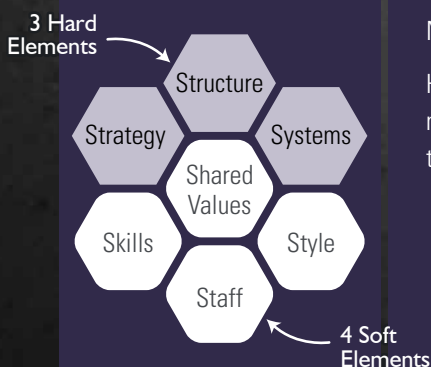 3 Hard
Elements
Structure
Strategy
Systems
Shared
Values
Skills
Style
Staff
4 Soft
Elements